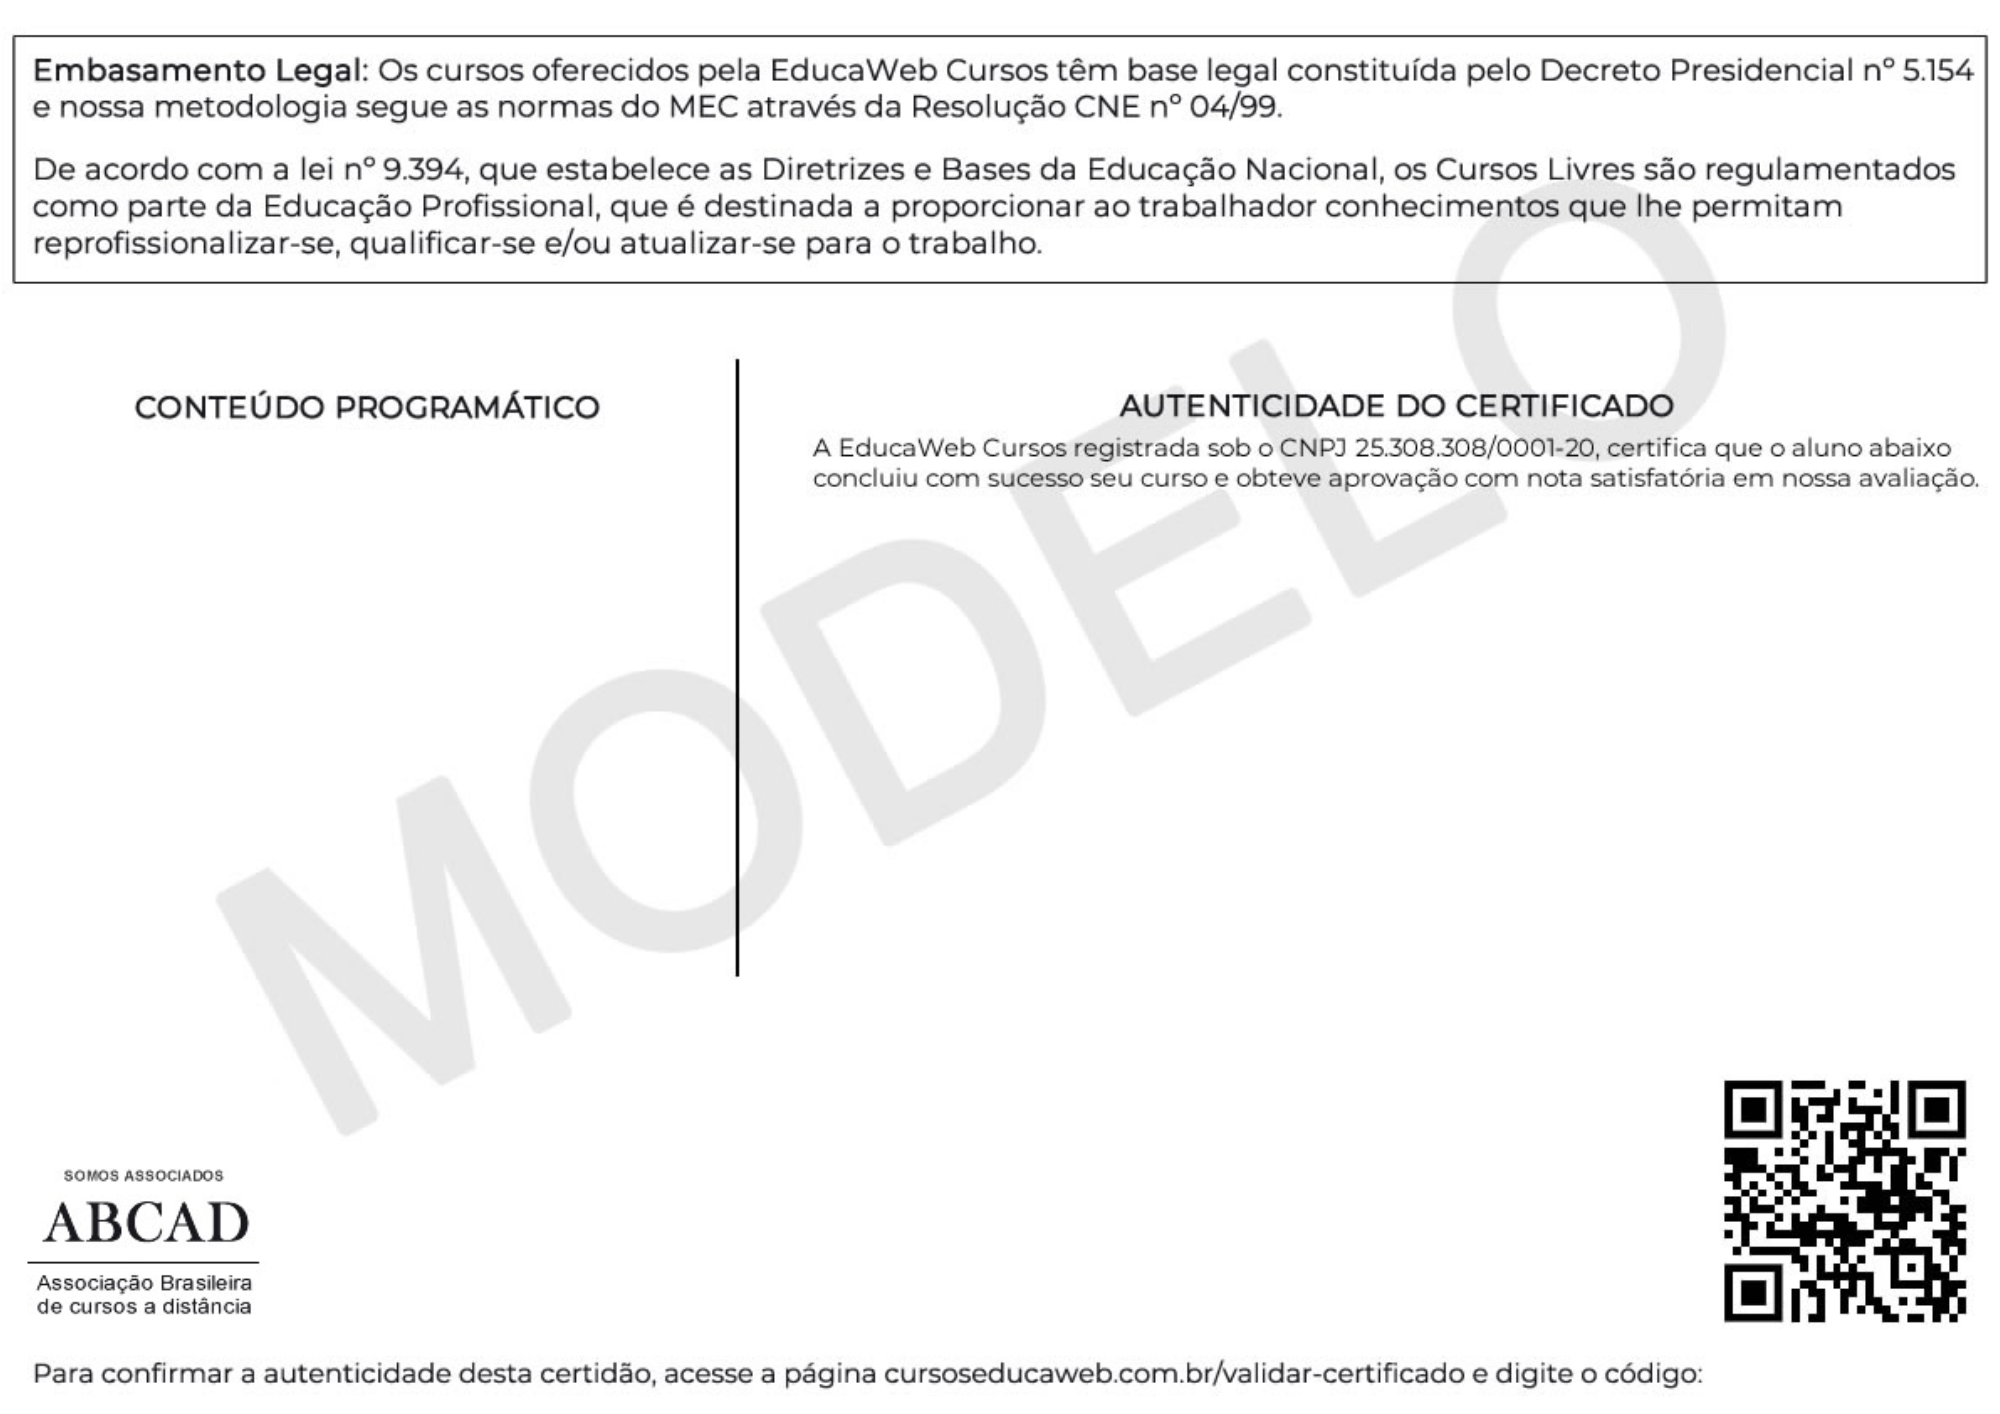 Embasamento Legal: Os cursos oferecidos pela EducaWeb Cursos têm base legal constituída pelo Decreto Presidencial nº 5.154
e nossa metodologia segue as normas do MEC através da Resolução CNE nº 04/99.
De acordo com a lei nº 9.394, que estabelece as Diretrizes e Bases da Educação Nacional, os Cursos Livres são regulamentados
como parte da Educação Profissional, que é destinada a proporcionar ao trabalhador conhecimentos que lhe permitam
reprofissionalizar-se, qualificar-se e/ou atualizar-se para o trabalho.
CONTEÚDO PROGRAMÁTICO
AUTENTICIDADE DO CERTIFICADO
A EducaWeb Cursos registrada sob o CNPJ 25.308.308/0001-20, certifica que o aluno abaixo
concluiu com sucesso seu curso e obteve aprovação com nota satisfatória em nossa avaliação.
MODELO
SOMOS ASSOCIADOS
ABCAD
Associação Brasileira
de cursos a distância
Para confirmar a autenticidade desta certidão, acesse a página cursoseducaweb.com.br/validar-certificado e digite o código: